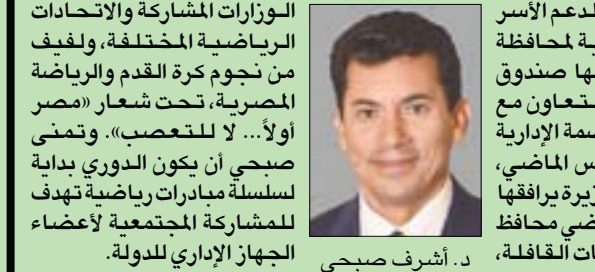 لدعم الأسر
ية لمحافظة
ها صندوق
تعاون مع
سمة الإدارية
س الماضي،
زيرة يرافقها
ضي محافظ
ات القافلة،
د. أشرف صبحي
الوزارات المشاركة والاتحادات
الرياضية المختلفة، ولفيف
من نجوم كرة القدم والرياضة
المصرية، تحت شعار «مصر
أولاً... لا للتعصب». وتمنى
صبحي أن يكون الدوري بداية
لسلسلة مبادرات رياضية تهدف
للمشاركة المجتمعية لأعضاء
الجهاز الإداري للدولة.